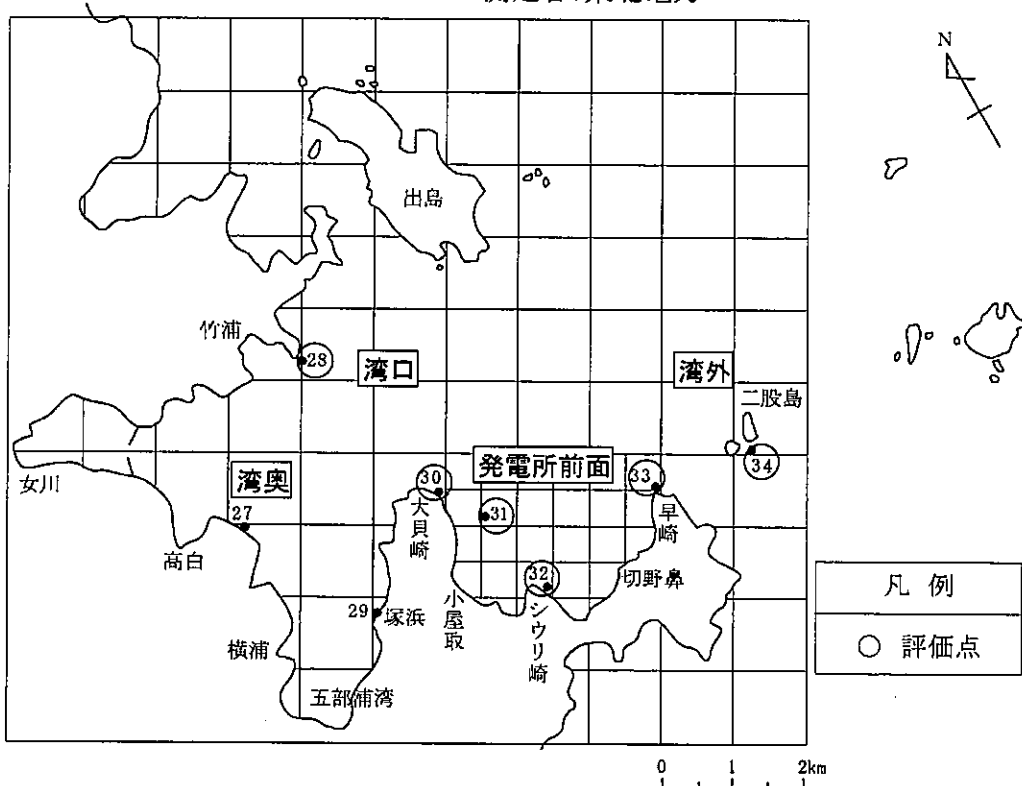 N
出島
竹浦
28
湾口
湾外
二股島
34
女川
湾奥
27
高白
30
大貝崎
発電所前面
31
33
早崎
32
切野鼻
29
塚浜
小屋取
シウリ崎
横浦
五部浦湾
凡例
○ 評価点
0 1 2km